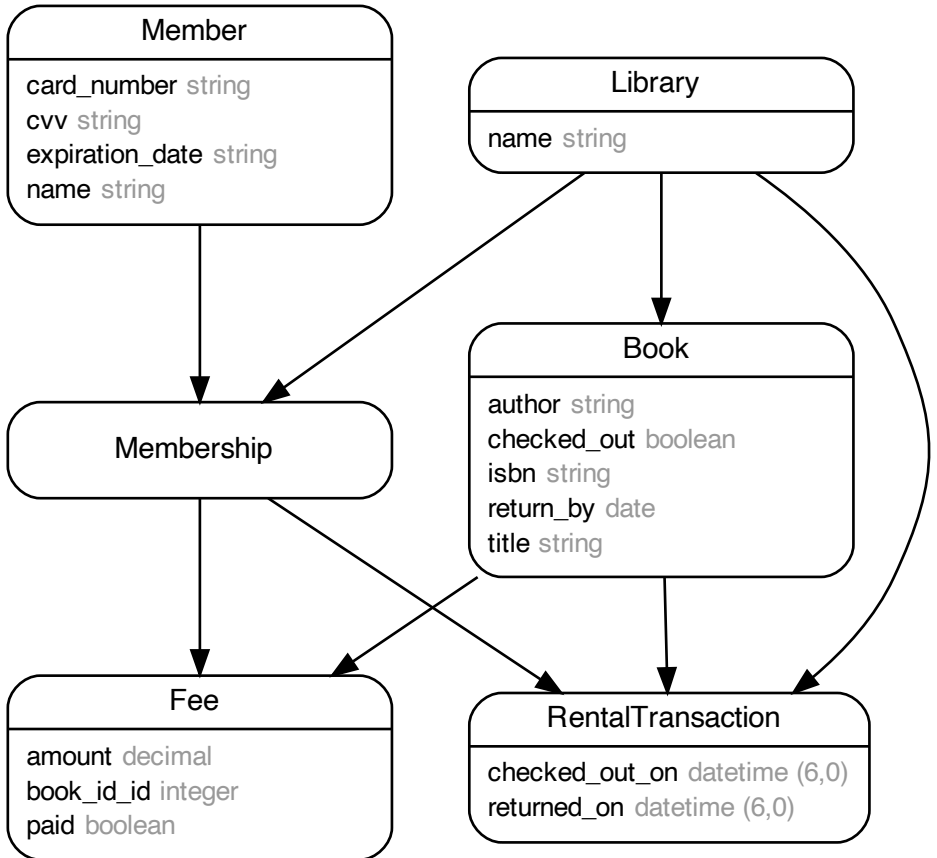 Member
card_number string
cvv string
expiration_date string
name string
Library
name string
Book
author string
checked_out boolean
isbn string
return_by date
title string
Membership
Fee
amount decimal
book_id_id integer
paid boolean
RentalTransaction
checked_out_on datetime (6,0)
returned_on datetime (6,0)